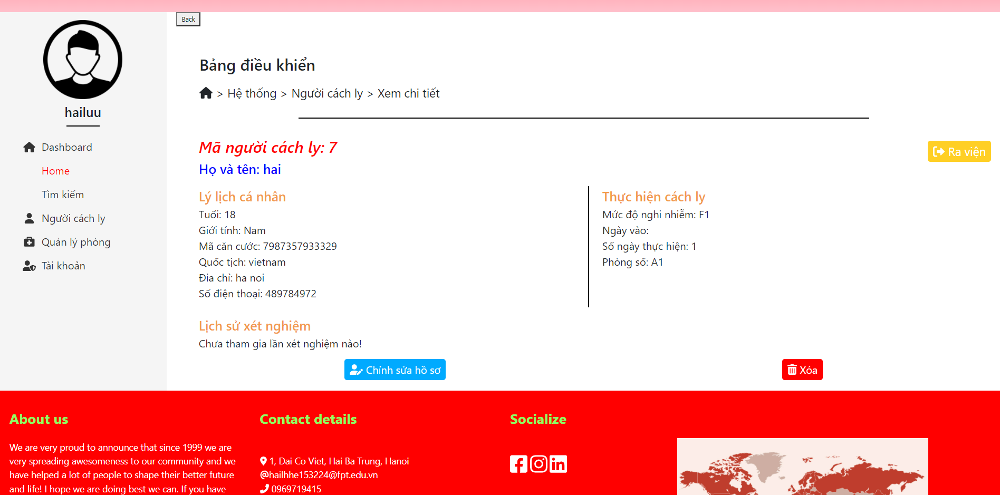 Back
hailuu
Dashboard
Home
Tìm kiếm
Người cách ly
Quản lý phòng
Tài khoản
Bảng điều khiển
> Hệ thống > Người cách ly > Xem chi tiết
Mã người cách ly: 7
Ra viện
Họ và tên: hai
Lý lịch cá nhân
Tuổi: 18
Giới tính: Nam
Mã căn cước: 7987357933329
Quốc tịch: vietnam
Đia chỉ: ha noi
Số điện thoại: 489784972
Thực hiện cách ly
Mức độ nghi nhiễm: F1
Ngày vào:
Số ngày thực hiện: 1
Phòng số: A1
Lịch sử xét nghiệm
Chưa tham gia lần xét nghiệm nào!
Chỉnh sửa hồ sơ
Xóa
About us
We are very proud to announce that since 1999 we are
very spreading awesomeness to our community and we
have helped a lot of people to shape their better future
and life! I hope we are doing best we can. If you have
Contact details
1, Dai Co Viet, Hai Ba Trung, Hanoi
@hailhhe153224@fpt.edu.vn
0969719415
Socialize